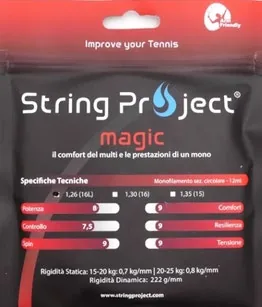 Friendly
Improve your Tennis
String Project®
magic
il comfort del multi e le prestazioni di un mono
Specifiche Tecniche
Monofilamento sez. circolare - 12mt
1,26 (16L) 1,30 (16) 1,35 (15)
Potenza 8 9 Comfort
Controllo 7,5 9 Resilienza
Spin 9 9 Tensione
Rigidità Statica: 15-20 kg: 0,7 kg/mm | 20-25 kg: 0,8 kg/mm
Rigidità Dinamica: 222 g/mm
www.stringproject.com